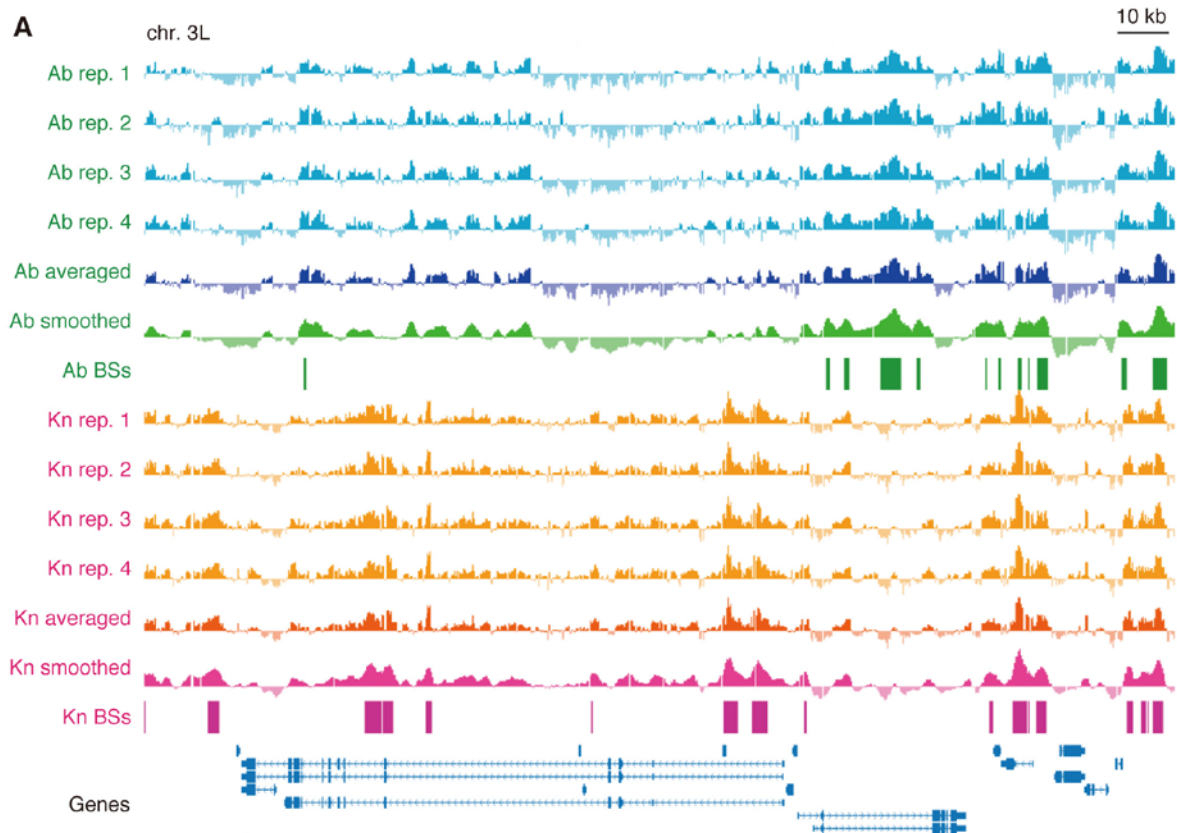 A
chr. 3L
10 kb
Ab rep. 1
Ab rep. 2
Ab rep. 3
Ab rep. 4
Ab averaged
Ab smoothed
Ab BSs
Kn rep. 1
Kn rep. 2
Kn rep. 3
Kn rep. 4
Kn averaged
Kn smoothed
Kn BSs
Genes